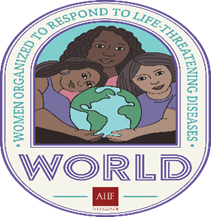 • WOMEN ORGANIZED TO RESPOND TO LIFE-THREATENING DISEASES •
WORLD
AHF